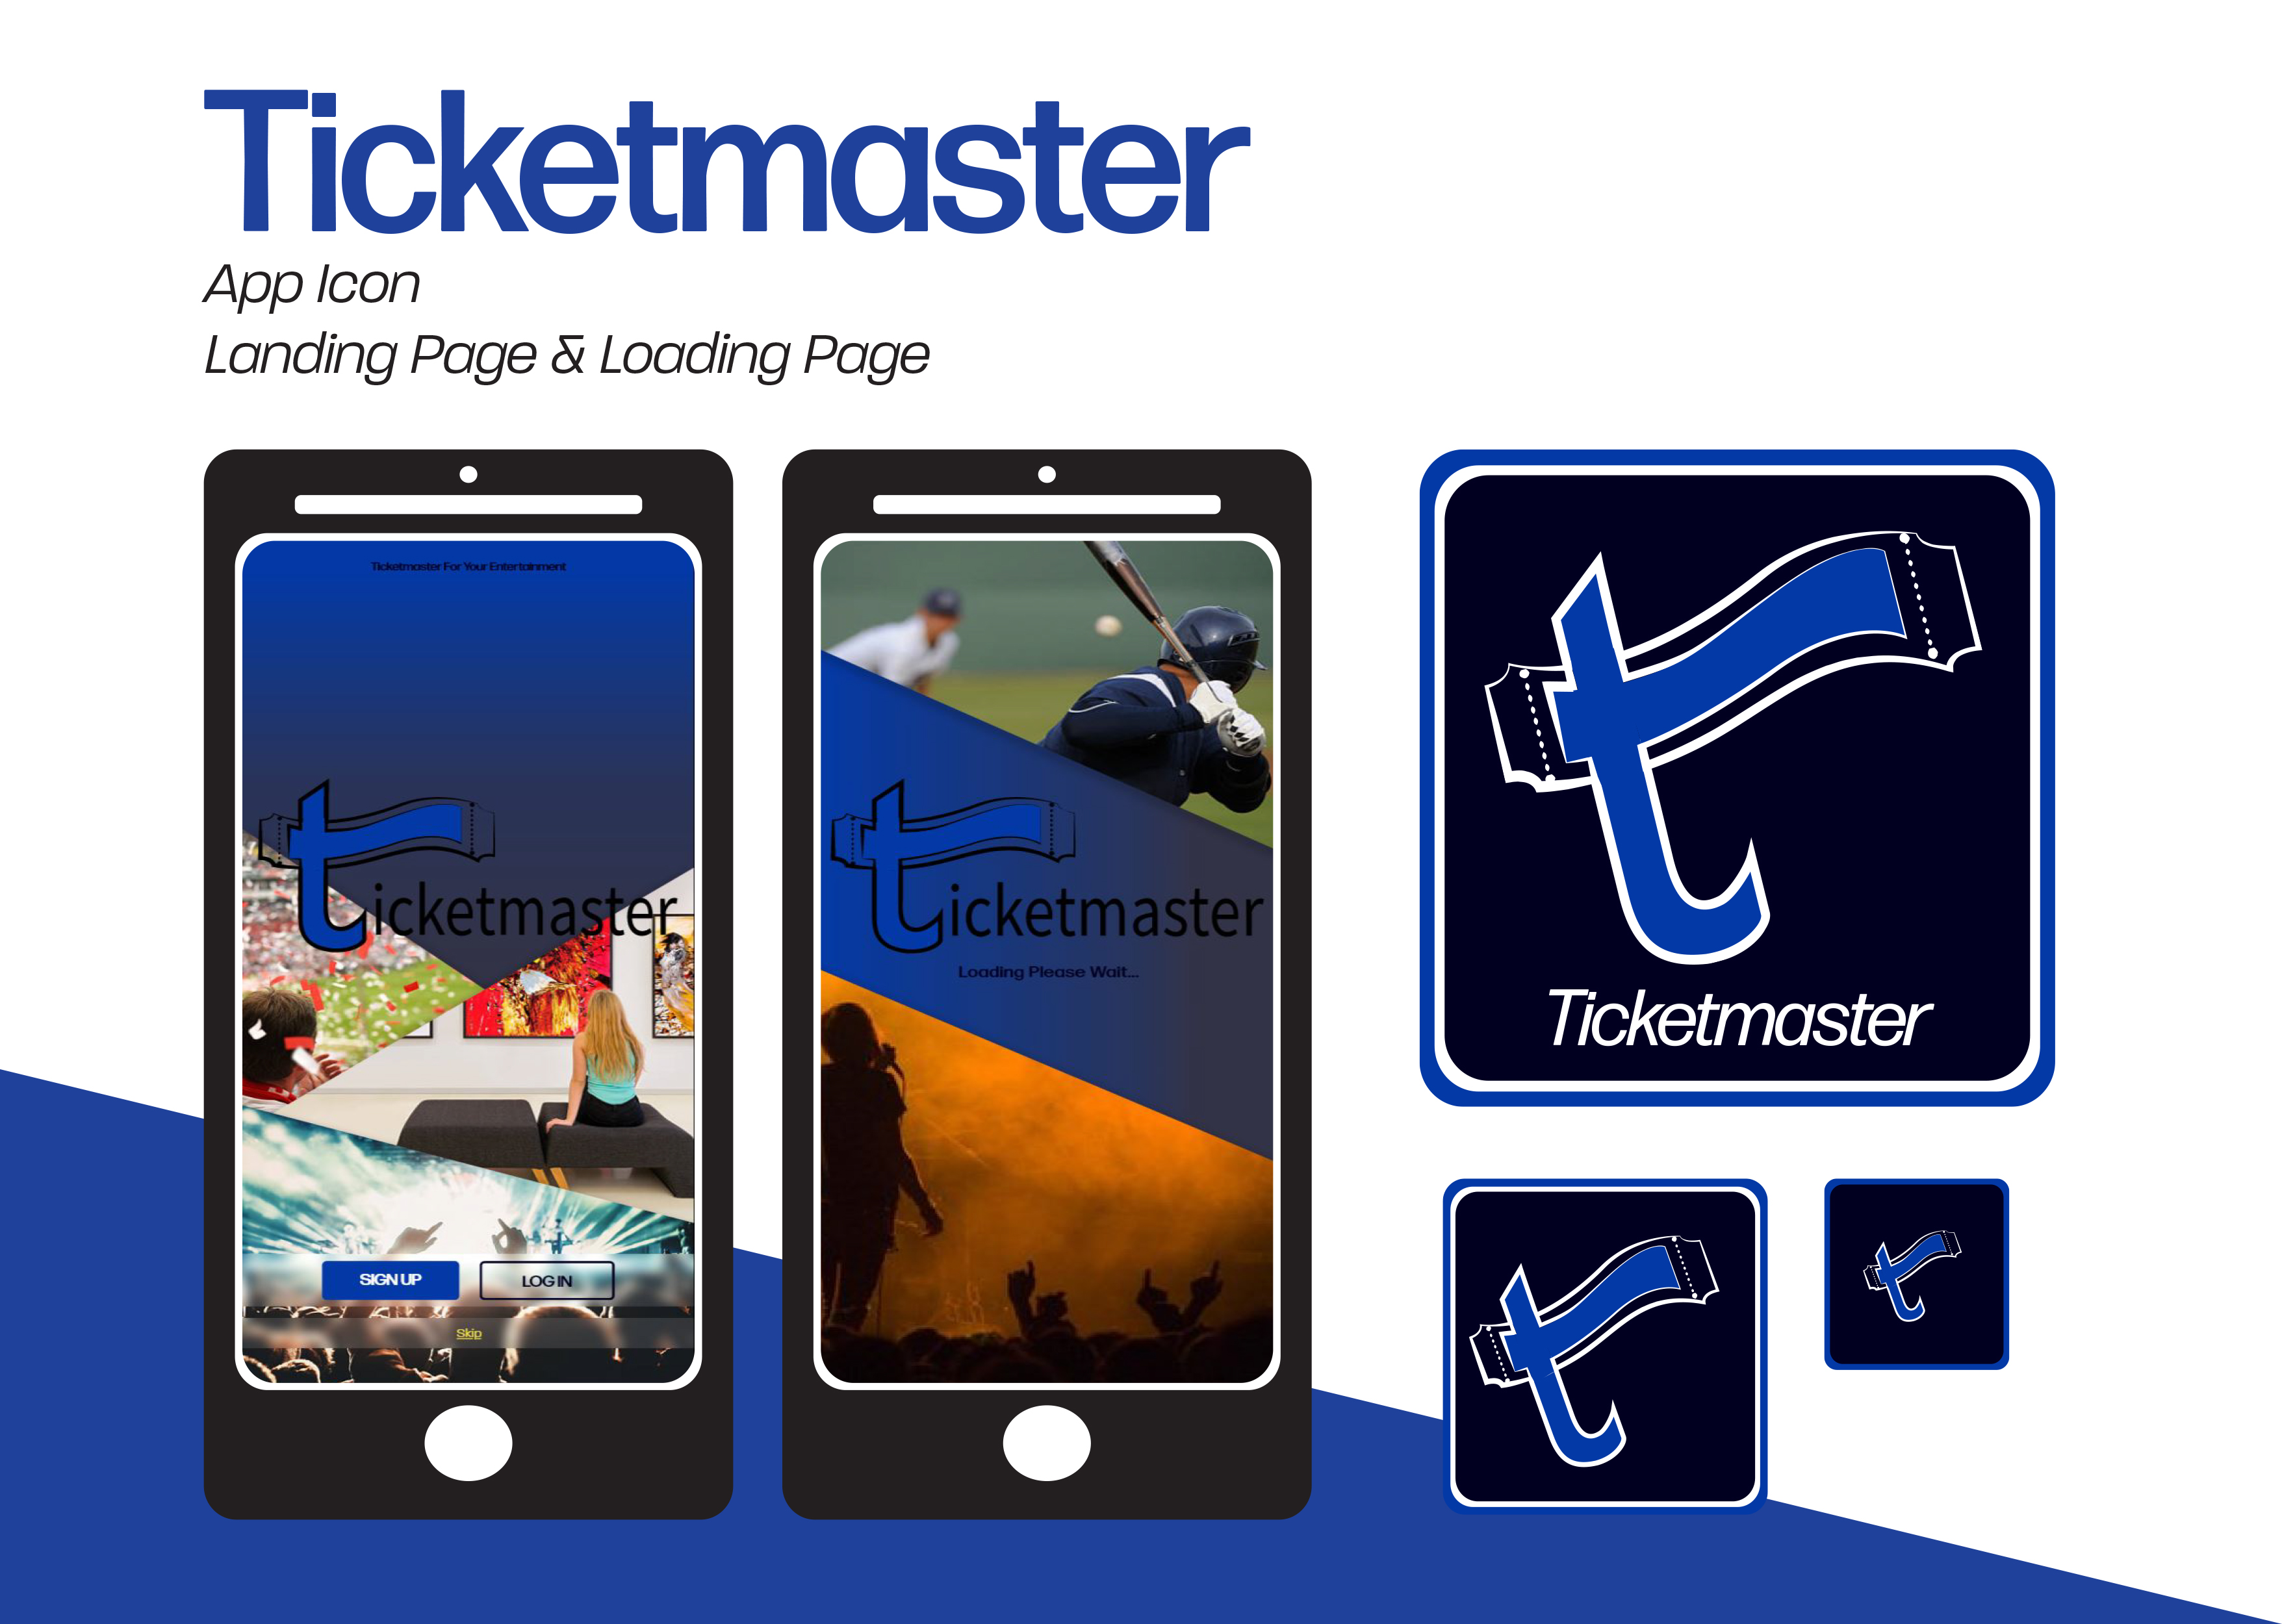 Ticketmaster
App Icon
Landing Page & Loading Page
Ticketmaster For Your Entertainment
ticketmaster
SIGN UP
LOG IN
Skip
ticketmaster
Loading Please Wait...
t
Ticketmaster
t
t